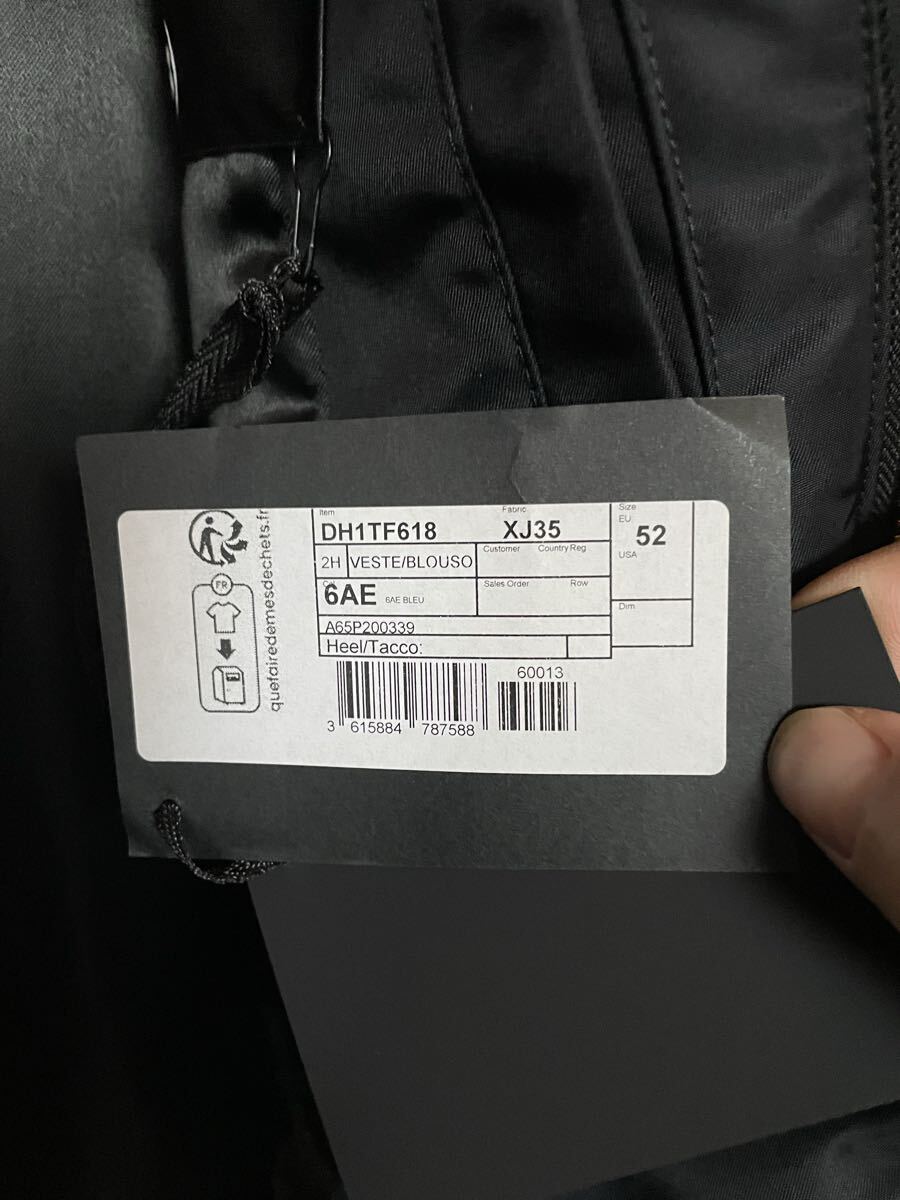 Item Fabric Size
DH1TF618 XJ35 EU 52
2H VESTE/BLOUSO Customer Country Reg USA
6AE 6AE BLEU Sales Order Row
Dim
A65P200339
Heel/Tacco:
60013
3 615884 787588
FR
quefairedemesdechets.fr